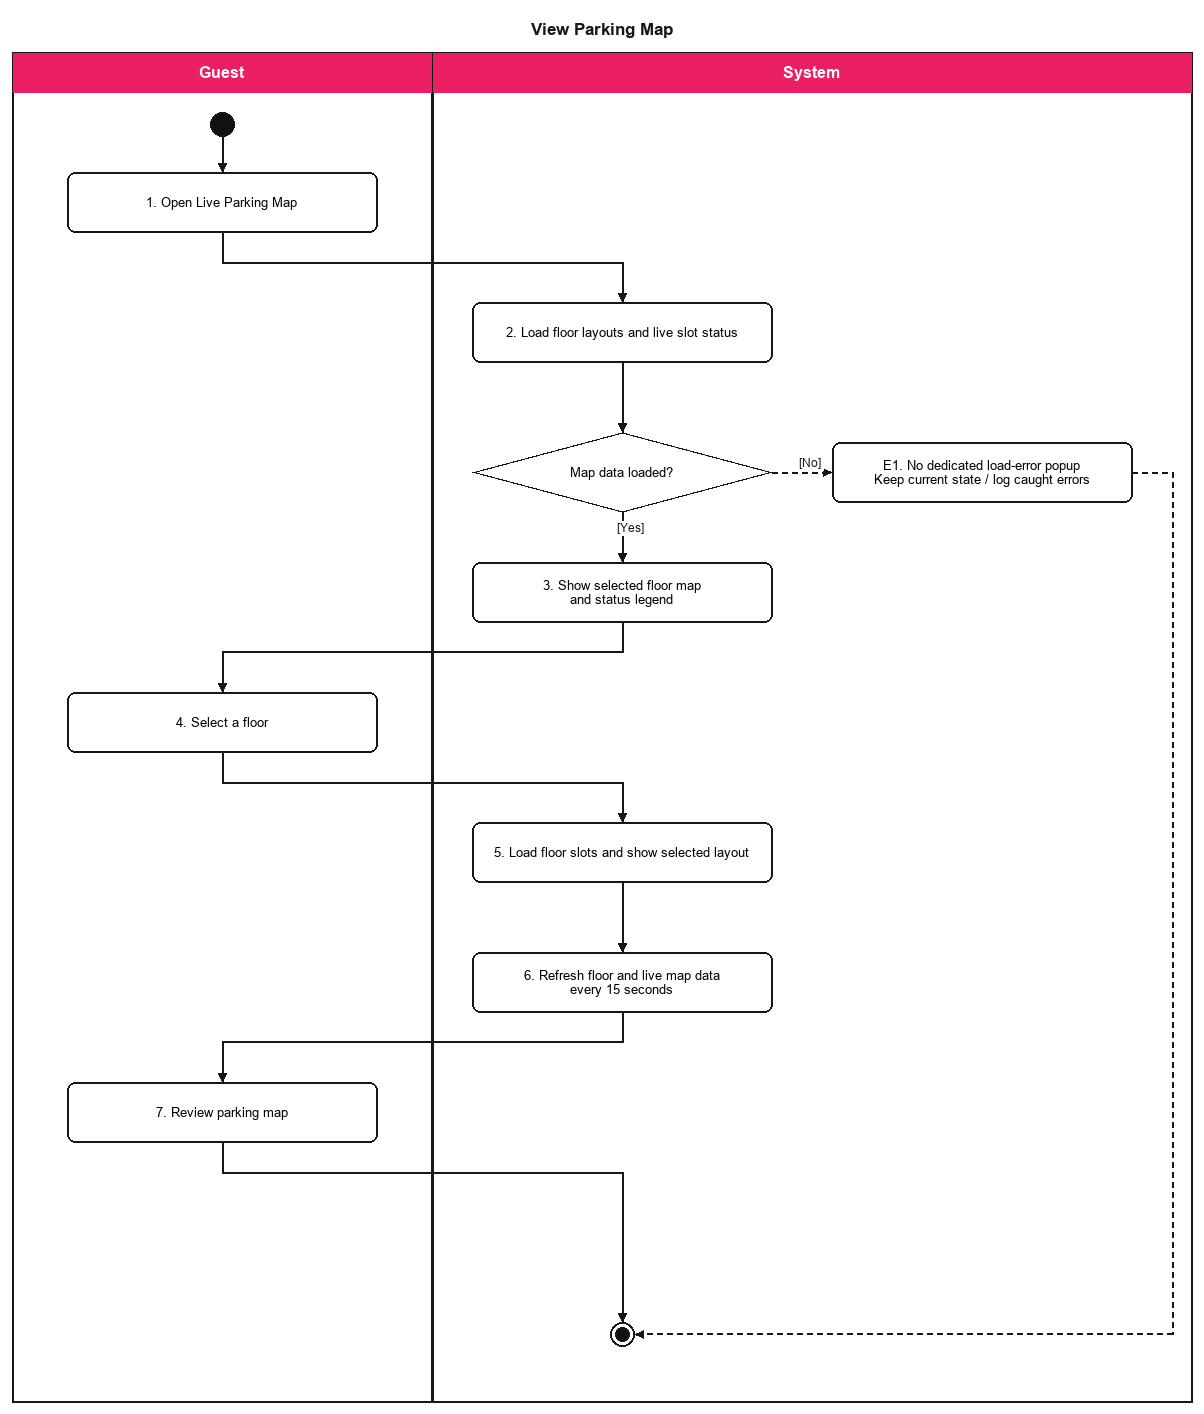 View Parking Map
Guest
System
1. Open Live Parking Map
2. Load floor layouts and live slot status
Map data loaded?
[No]
E1. No dedicated load-error popup
Keep current state / log caught errors
[Yes]
3. Show selected floor map
and status legend
4. Select a floor
5. Load floor slots and show selected layout
6. Refresh floor and live map data
every 15 seconds
7. Review parking map